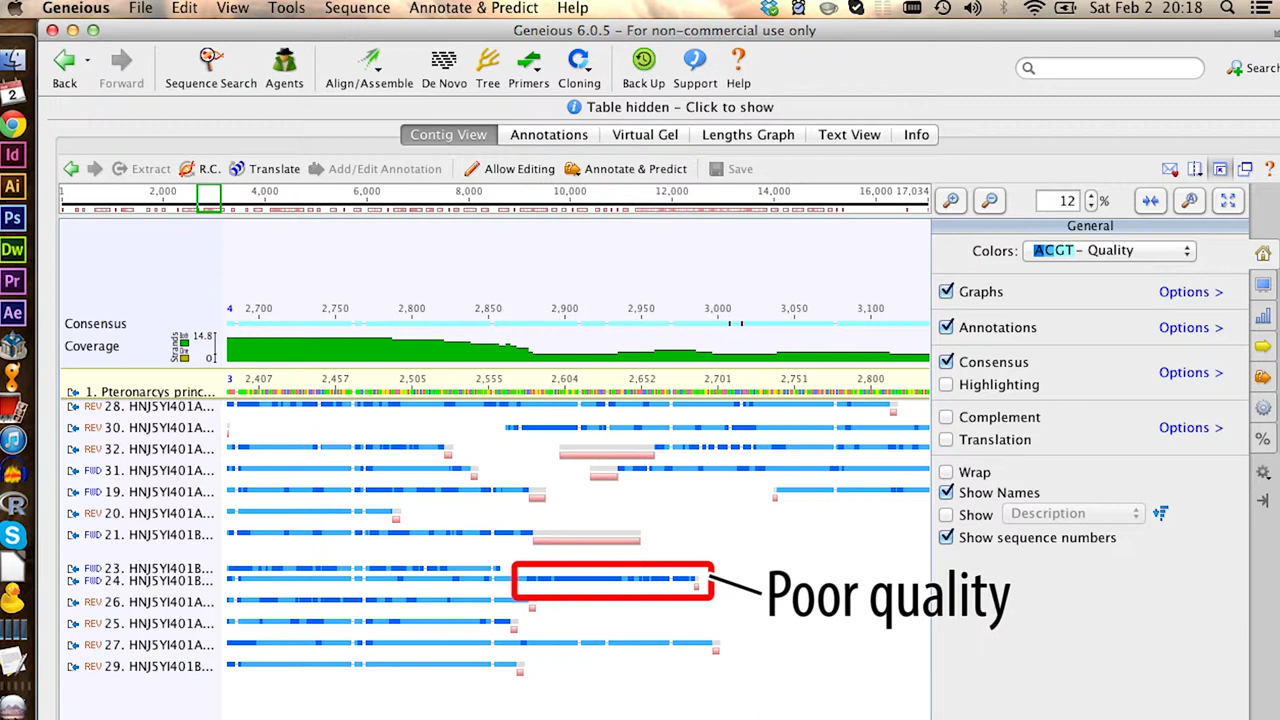 Geneious File Edit View Tools Sequence Annotate & Predict Help Sat Feb 2 20:18
Geneious 6.0.5 – For non-commercial use only
Back Forward Sequence Search Agents Align/Assemble De Novo Tree Primers Cloning Back Up Support Help Search
Table hidden – Click to show
Contig View Annotations Virtual Gel Lengths Graph Text View Info
Extract R.C. Translate Add/Edit Annotation Allow Editing Annotate & Predict Save
1 2,000 4,000 6,000 8,000 10,000 12,000 14,000 16,000 17,034
12 %
General
Colors: ACGT – Quality
Graphs Options >
Annotations Options >
Consensus
Options >
Highlighting
Complement
Options >
Translation
Wrap
Show Names
Show Description
Show sequence numbers
4 2,700 2,750 2,800 2,850 2,900 2,950 3,000 3,050 3,100
Consensus
Coverage
Strands
14.8
0
3 2,407 2,457 2,505 2,555 2,604 2,652 2,701 2,751 2,800
1. Pteronarcys princ...
REV 28. HNJ5YI401A...
REV 30. HNJ5YI401A...
REV 32. HNJ5YI401A...
FWD 31. HNJ5YI401A...
FWD 19. HNJ5YI401A...
REV 20. HNJ5YI401A...
FWD 21. HNJ5YI401B...
FWD 23. HNJ5YI401B...
FWD 24. HNJ5YI401B...
REV 26. HNJ5YI401A...
REV 25. HNJ5YI401A...
REV 27. HNJ5YI401A...
REV 29. HNJ5YI401B...
Poor quality
2
Id
Ai
Ps
Dw
Pr
Ae
R
S